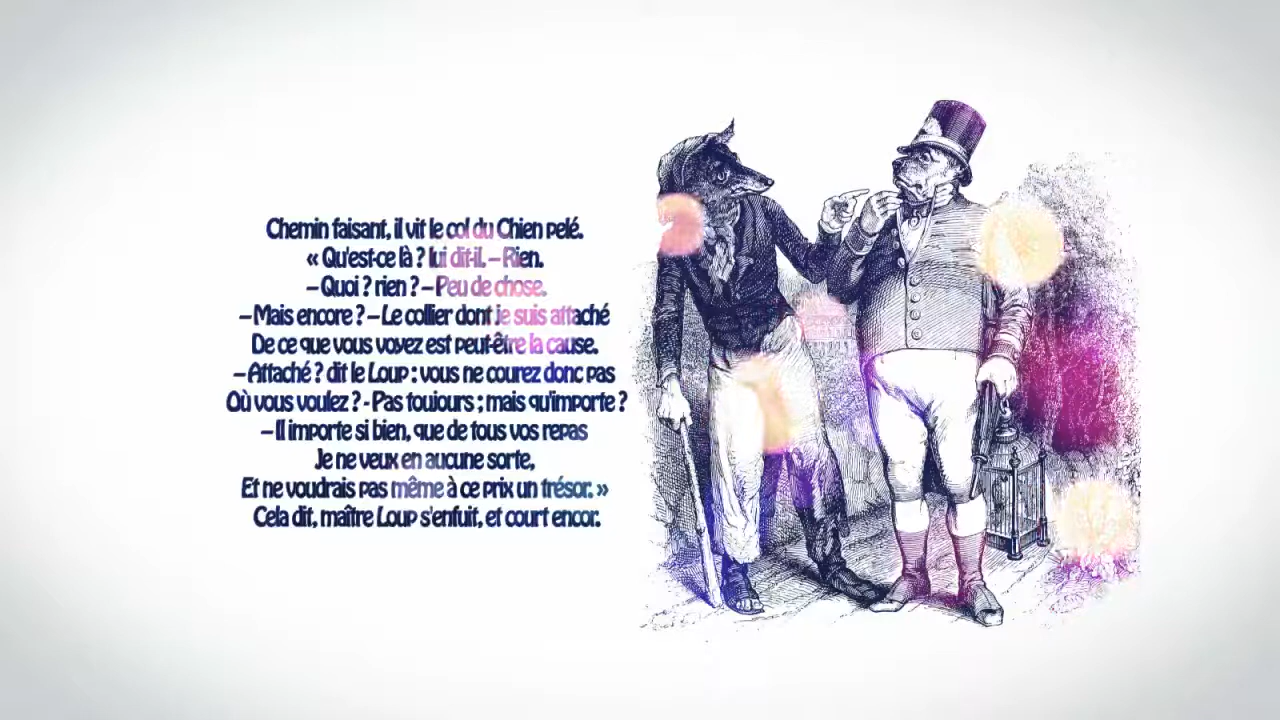 Chemin faisant, il vit le col du Chien pelé.
« Qu'est-ce là ? lui dit-il. – Rien.
– Quoi ? rien ? – Peu de chose.
– Mais encore ? – Le collier dont je suis attaché
De ce que vous voyez est peut-être la cause.
– Attaché ? dit le Loup : vous ne courez donc pas
Où vous voulez ? - Pas toujours ; mais qu'importe ?
– Il importe si bien, que de tous vos repas
Je ne veux en aucune sorte,
Et ne voudrais pas même à ce prix un trésor. »
Cela dit, maître Loup s'enfuit, et court encor.